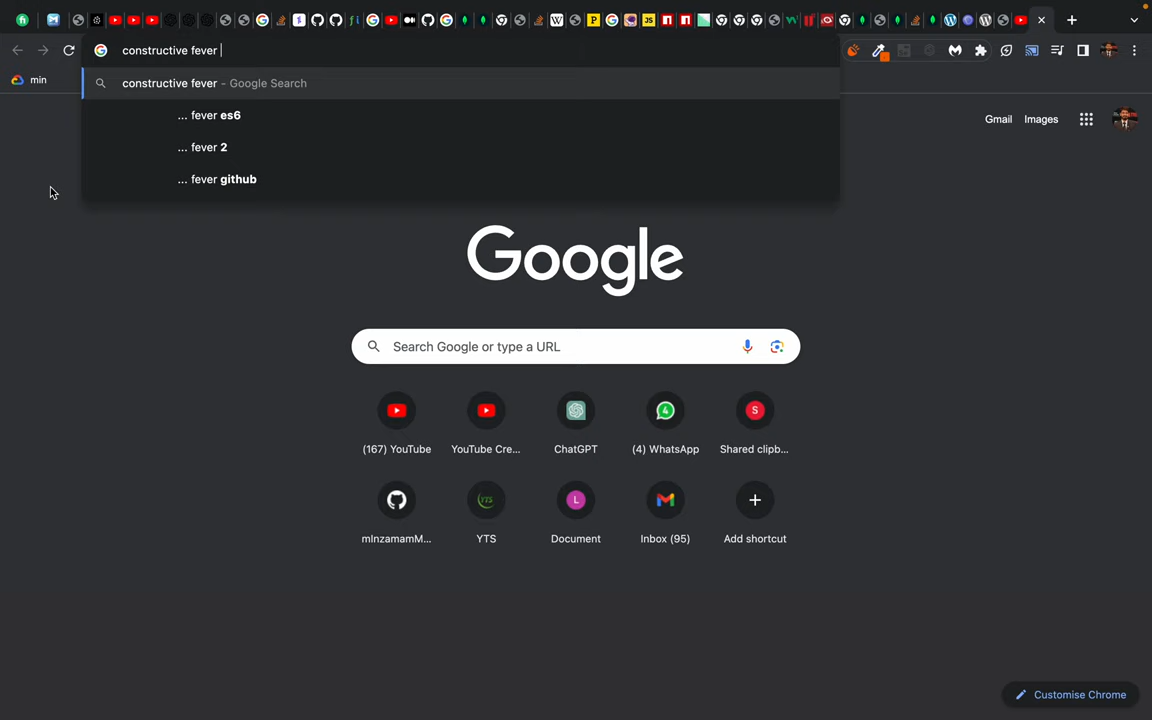 constructive fever
min
constructive fever - Google Search
... fever es6
... fever 2
... fever github
Gmail Images
Google
Search Google or type a URL
(167) YouTube YouTube Cre... ChatGPT (4) WhatsApp Shared clipb...
mInzamamM... YTS Document Inbox (95) Add shortcut
Customise Chrome